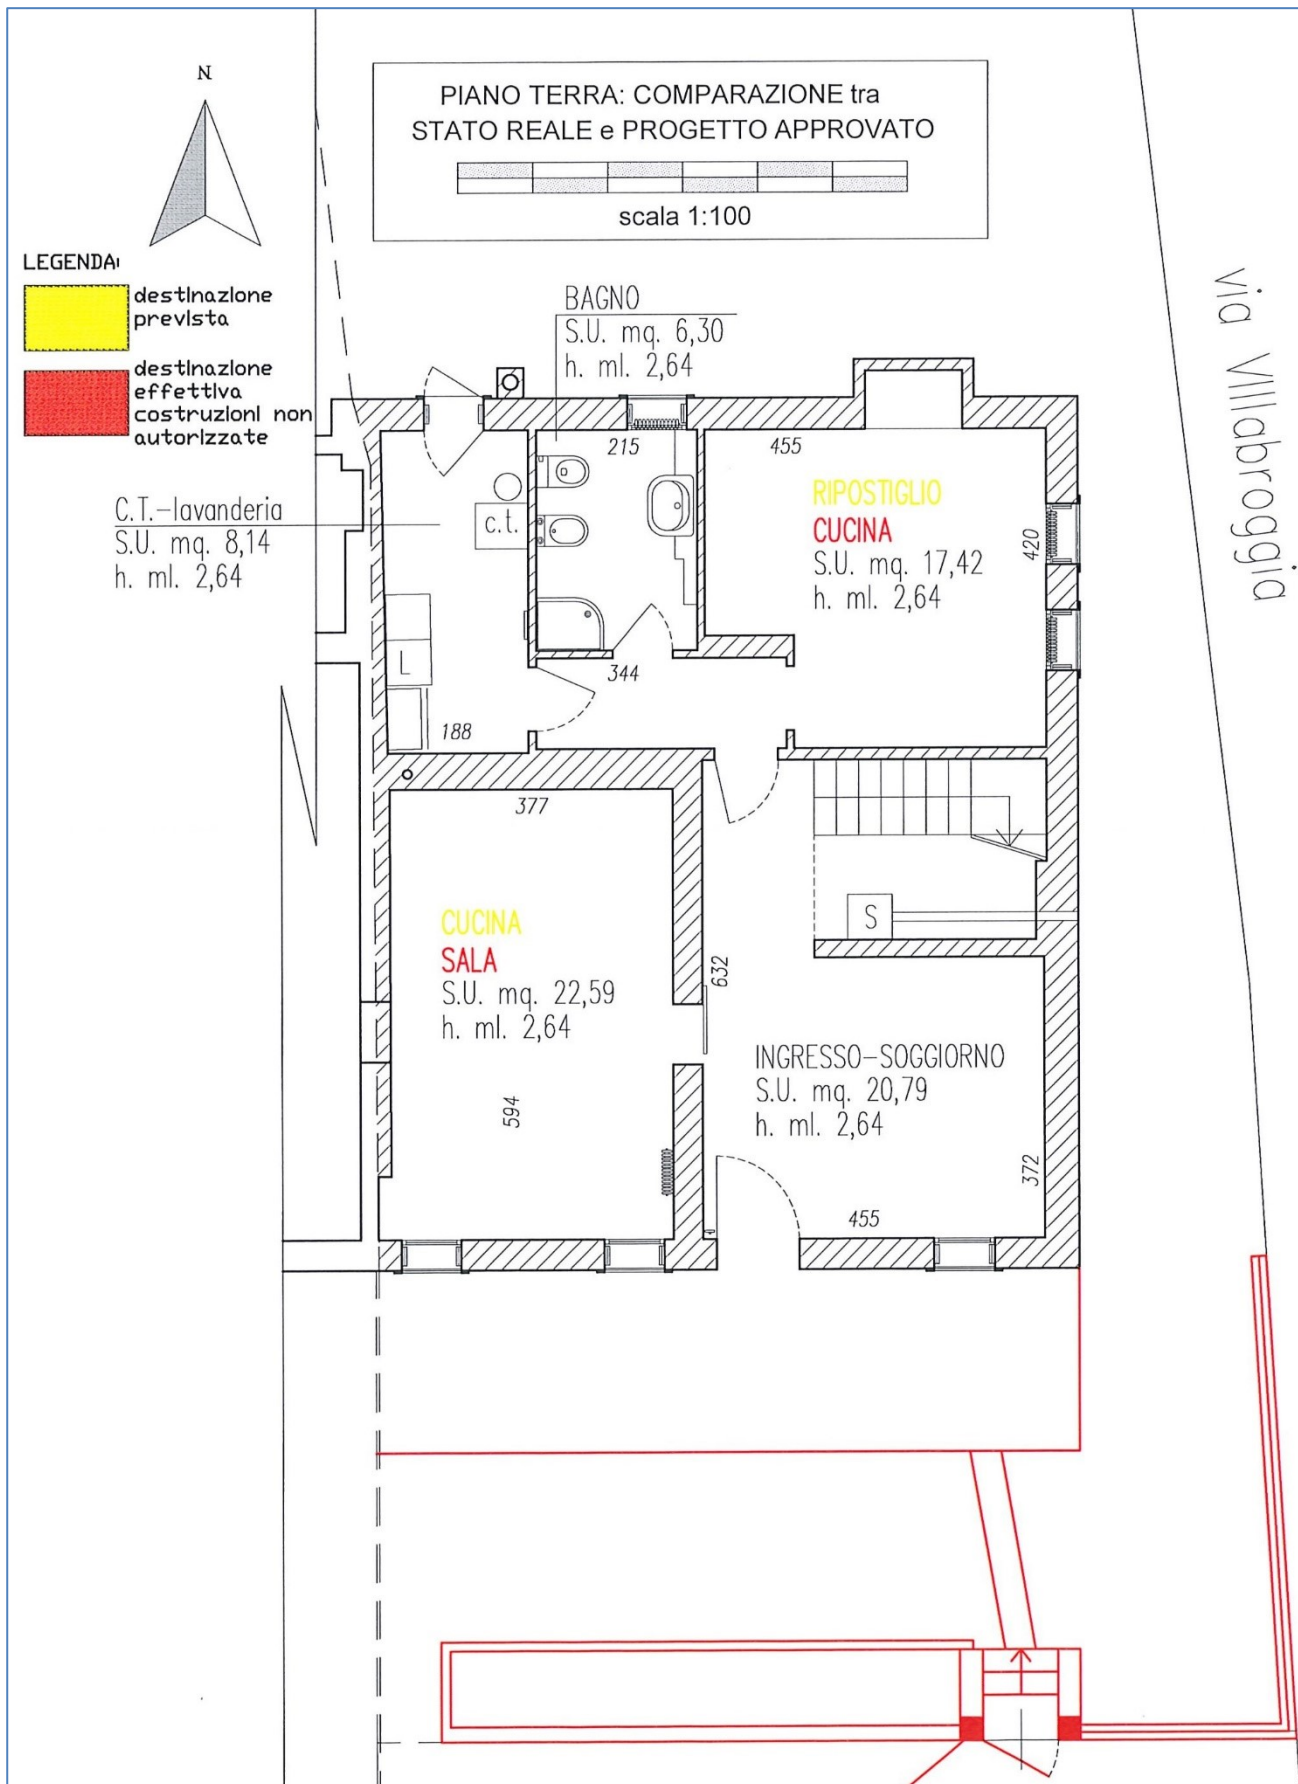 N
PIANO TERRA: COMPARAZIONE tra
STATO REALE e PROGETTO APPROVATO
scala 1:100
LEGENDA:
destinazione
prevista
destinazione
effettiva
costruzioni non
autorizzate
via Villabroggia
BAGNO
S.U. mq. 6,30
h. ml. 2,64
C.T.-lavanderia
S.U. mq. 8,14
h. ml. 2,64
215
455
c.t.
RIPOSTIGLIO
CUCINA
S.U. mq. 17,42
h. ml. 2,64
420
L
344
188
377
CUCINA
SALA
S.U. mq. 22,59
h. ml. 2,64
594
S
632
INGRESSO-SOGGIORNO
S.U. mq. 20,79
h. ml. 2,64
372
455